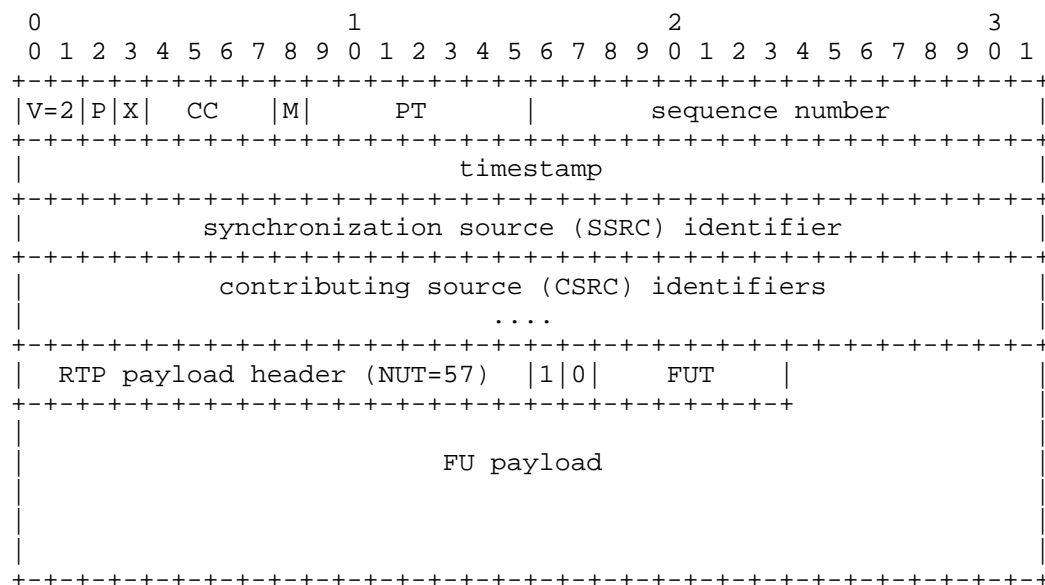 0                   1                   2                   3
 0 1 2 3 4 5 6 7 8 9 0 1 2 3 4 5 6 7 8 9 0 1 2 3 4 5 6 7 8 9 0 1
+-+-+-+-+-+-+-+-+-+-+-+-+-+-+-+-+-+-+-+-+-+-+-+-+-+-+-+-+-+-+-+-+
|V=2|P|X|  CC   |M|     PT      |       sequence number         |
+-+-+-+-+-+-+-+-+-+-+-+-+-+-+-+-+-+-+-+-+-+-+-+-+-+-+-+-+-+-+-+-+
|                           timestamp                           |
+-+-+-+-+-+-+-+-+-+-+-+-+-+-+-+-+-+-+-+-+-+-+-+-+-+-+-+-+-+-+-+-+
|           synchronization source (SSRC) identifier            |
+-+-+-+-+-+-+-+-+-+-+-+-+-+-+-+-+-+-+-+-+-+-+-+-+-+-+-+-+-+-+-+-+
|            contributing source (CSRC) identifiers             |
|                             ....                              |
+-+-+-+-+-+-+-+-+-+-+-+-+-+-+-+-+-+-+-+-+-+-+-+-+-+-+-+-+-+-+-+-+
|  RTP payload header (NUT=57)  |1|0|    FUT    |               |
+-+-+-+-+-+-+-+-+-+-+-+-+-+-+-+-+-+-+-+-+-+-+-+-+               |
|                                                               |
|                          FU payload                           |
|                                                               |
|                                                               |
|                                                               |
+-+-+-+-+-+-+-+-+-+-+-+-+-+-+-+-+-+-+-+-+-+-+-+-+-+-+-+-+-+-+-+-+